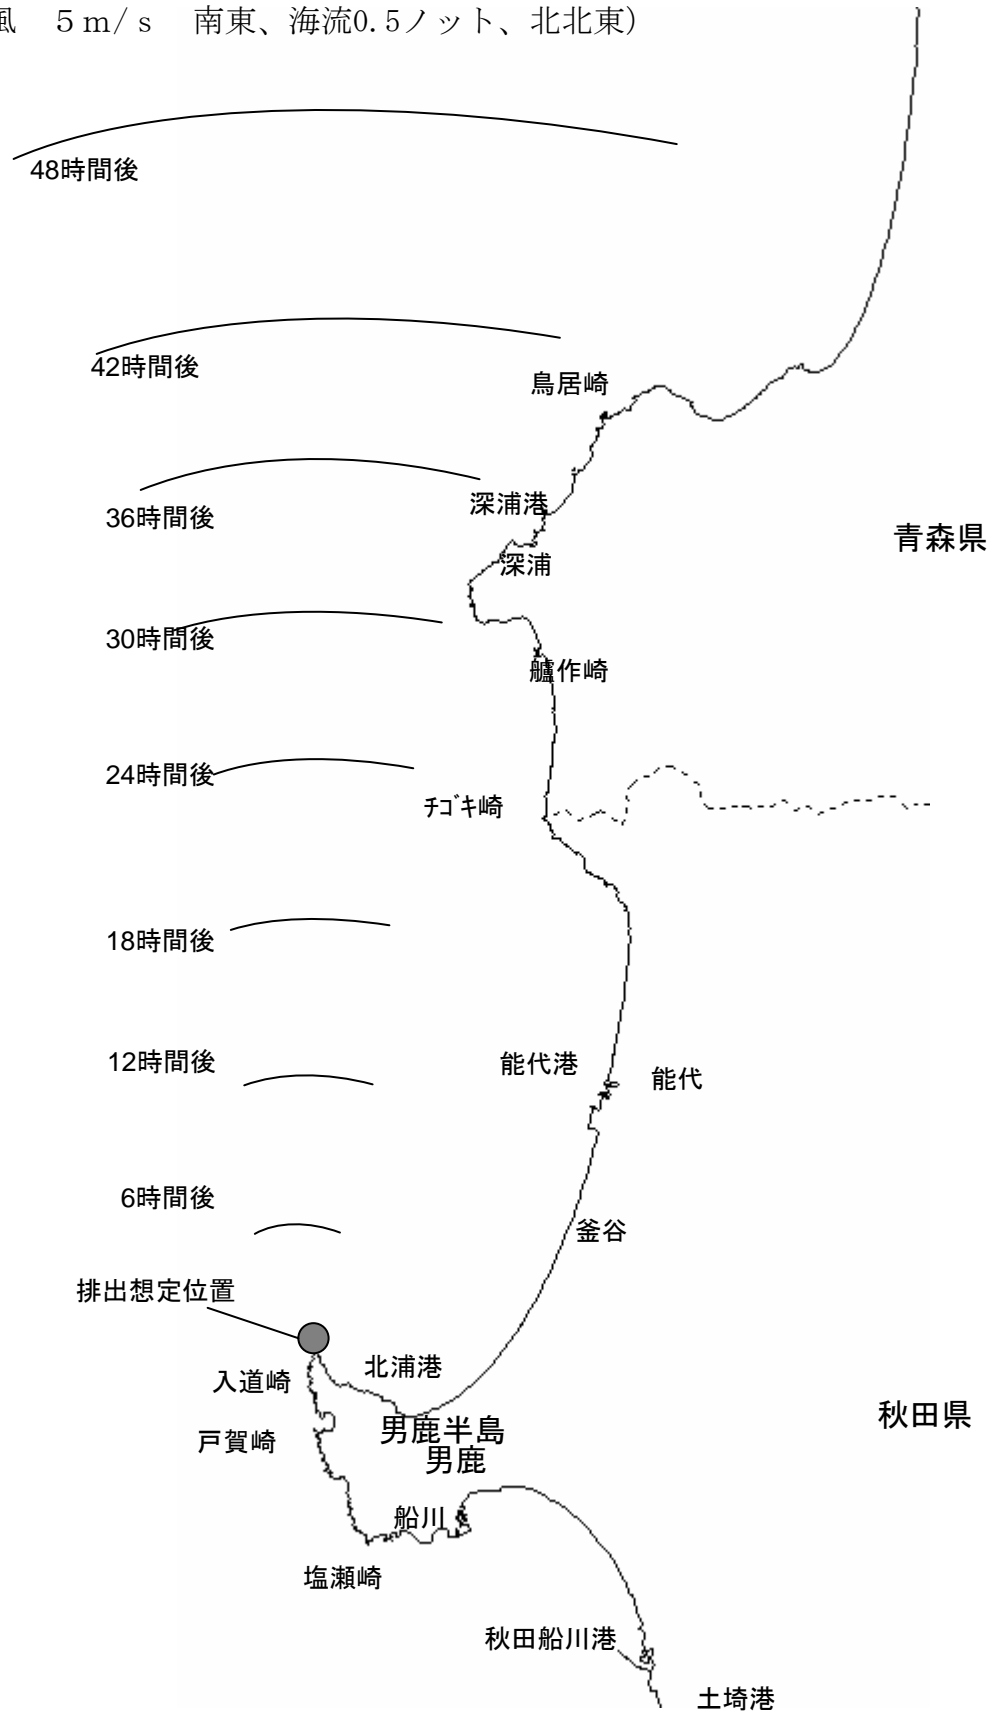 風 5m/s 南東、海流0.5ノット、北北東)
48時間後
42時間後
鳥居崎
36時間後
深浦港
青森県
深浦
30時間後
艫作崎
24時間後
ﾁｺﾞｷ崎
18時間後
12時間後
能代港
能代
6時間後
釜谷
排出想定位置
北浦港
入道崎
秋田県
戸賀崎
男鹿半島
男鹿
船川
塩瀬崎
秋田船川港
土埼港